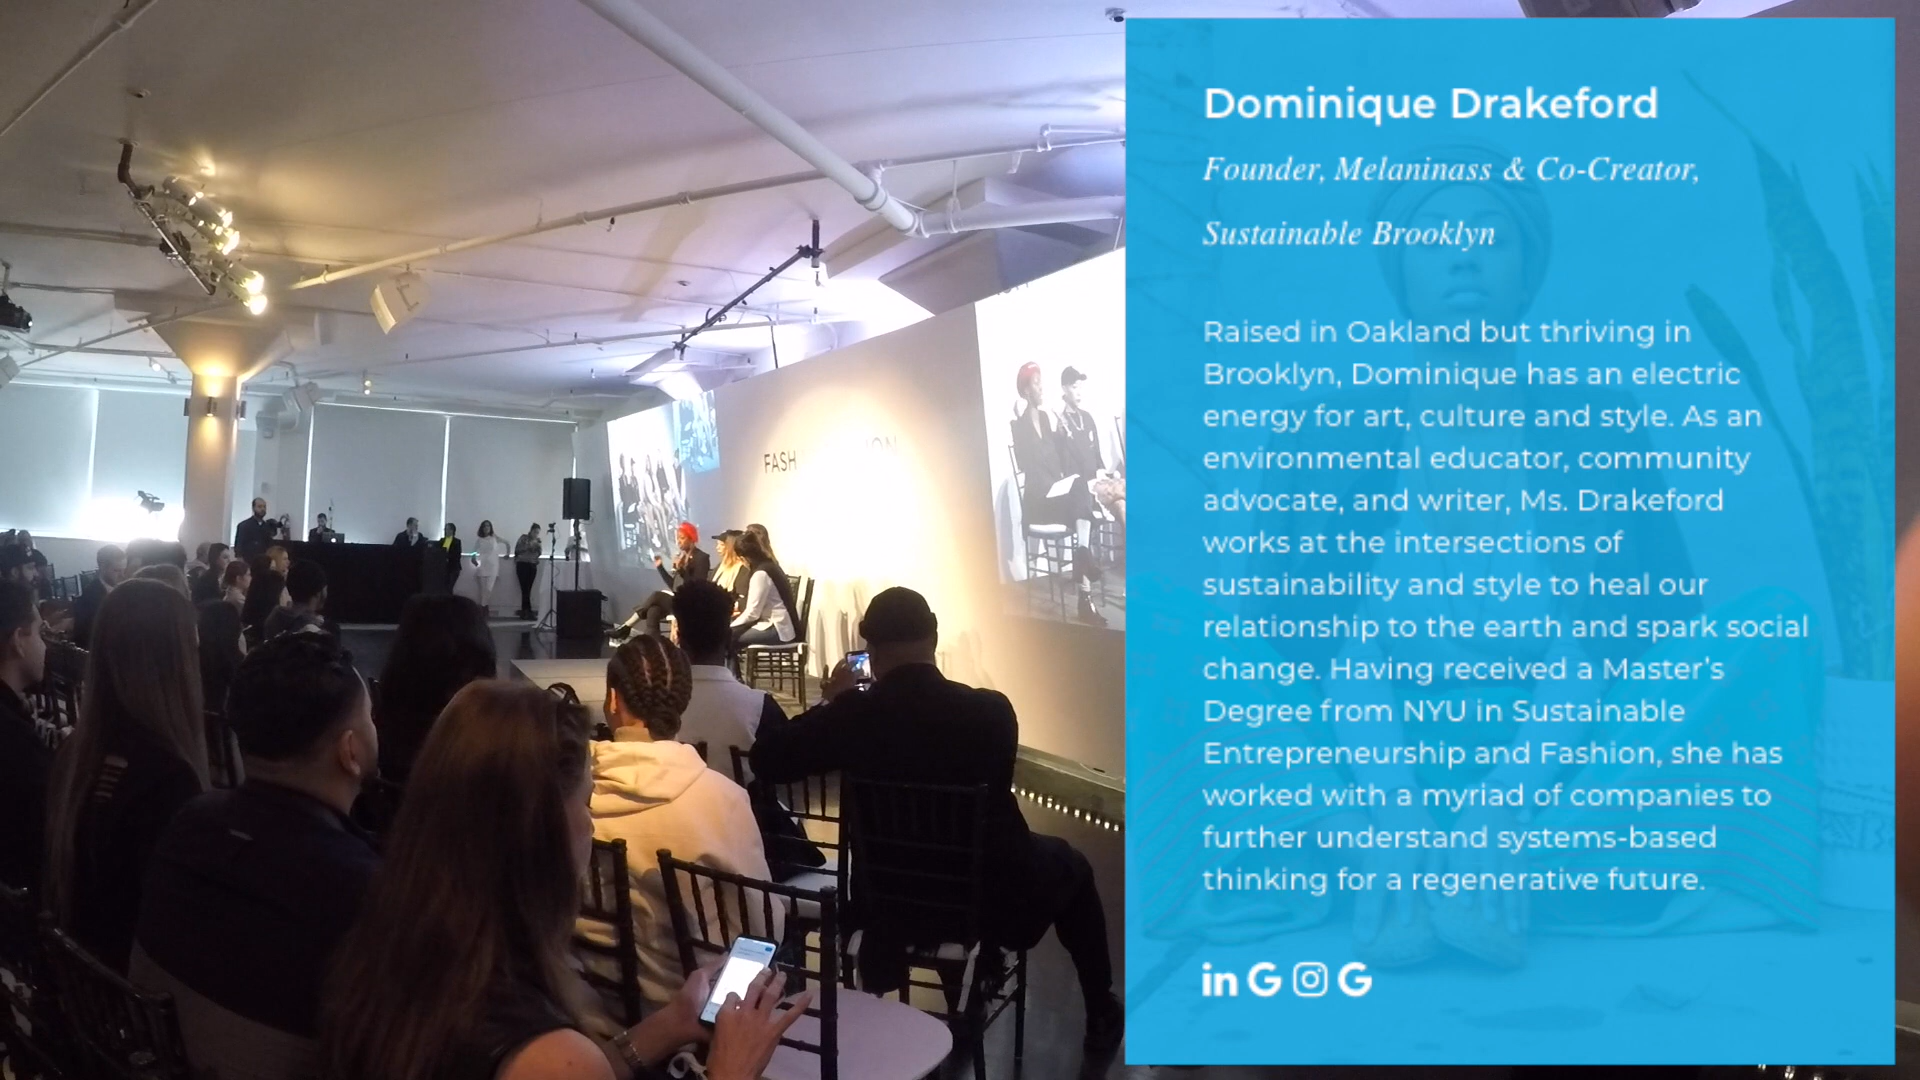 Dominique Drakeford
Founder, Melaninass & Co-Creator,
Sustainable Brooklyn
Raised in Oakland but thriving in
Brooklyn, Dominique has an electric
energy for art, culture and style. As an
environmental educator, community
advocate, and writer, Ms. Drakeford
works at the intersections of
sustainability and style to heal our
relationship to the earth and spark social
change. Having received a Master's
Degree from NYU in Sustainable
Entrepreneurship and Fashion, she has
worked with a myriad of companies to
further understand systems-based
thinking for a regenerative future.
in G G
FASH